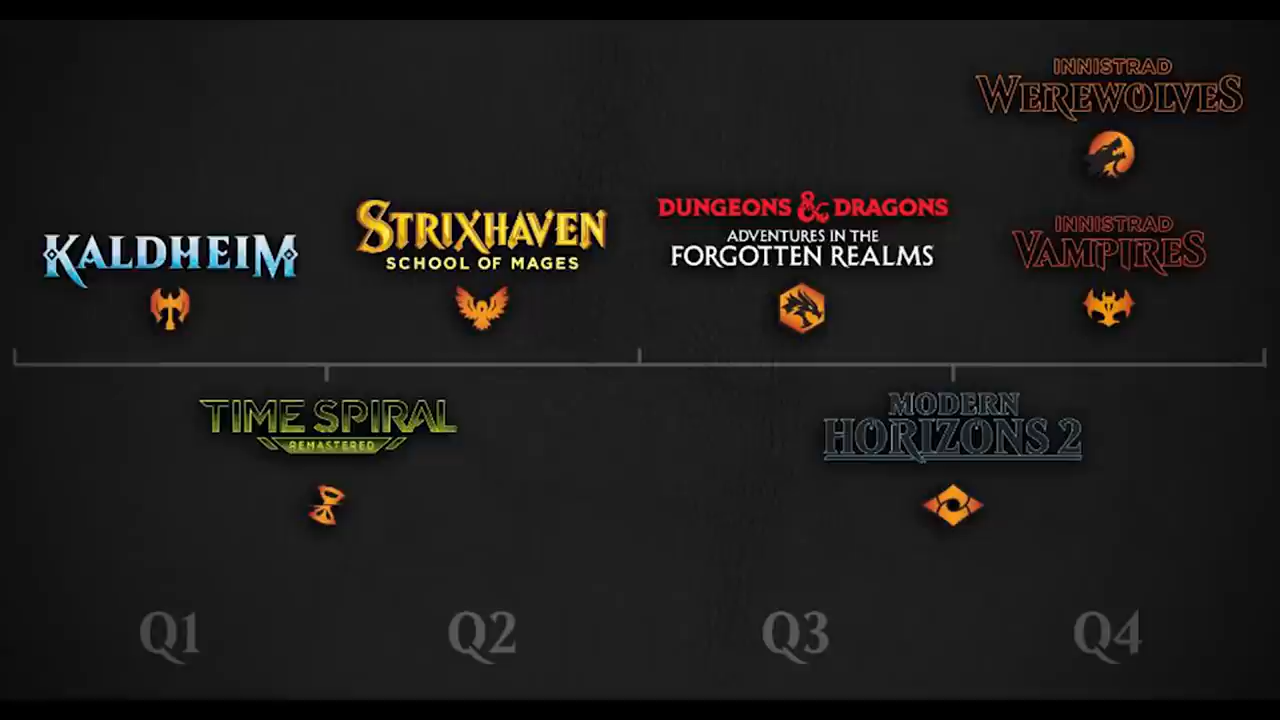 INNISTRAD
WEREWOLVES
KALDHEIM
STRIXHAVEN
SCHOOL OF MAGES
DUNGEONS & DRAGONS
ADVENTURES IN THE
FORGOTTEN REALMS
INNISTRAD
VAMPIRES
TIME SPIRAL
REMASTERED
MODERN
HORIZONS 2
Q1 Q2 Q3 Q4